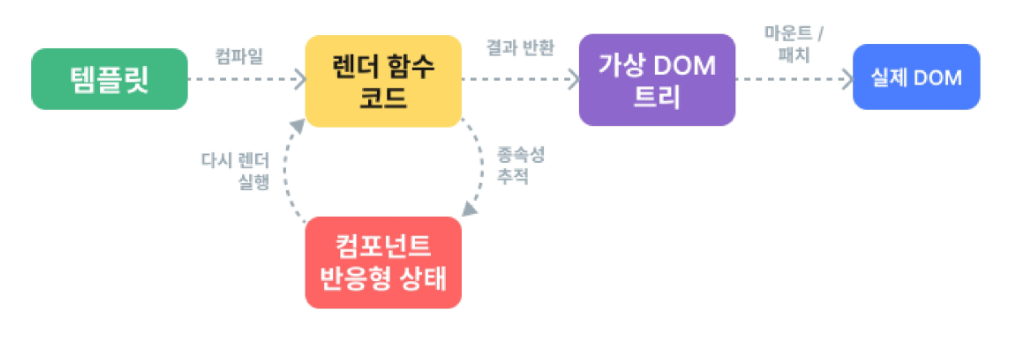 템플릿
컴파일
렌더 함수
코드
결과 반환
가상 DOM
트리
마운트 /
패치
실제 DOM
다시 렌더
실행
종속성
추적
컴포넌트
반응형 상태